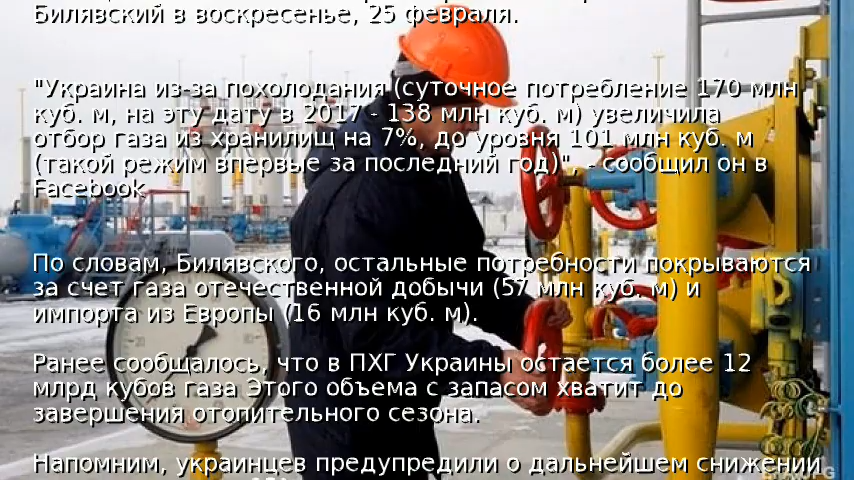 Билявский в воскресенье, 25 февраля.
"Украина из-за похолодания (суточное потребление 170 млн
куб. м, на эту дату в 2017 - 138 млн куб. м) увеличила
отбор газа из хранилищ на 7%, до уровня 101 млн куб. м
(такой режим впервые за последний год)", - сообщил он в
Facebook
По словам, Билявского, остальные потребности покрываются
за счет газа отечественной добычи (57 млн куб. м) и
импорта из Европы (16 млн куб. м).
Ранее сообщалось, что в ПХГ Украины остается более 12
млрд кубов газа Этого объема с запасом хватит до
завершения отопительного сезона.
Напомним, украинцев предупредили о дальнейшем снижении